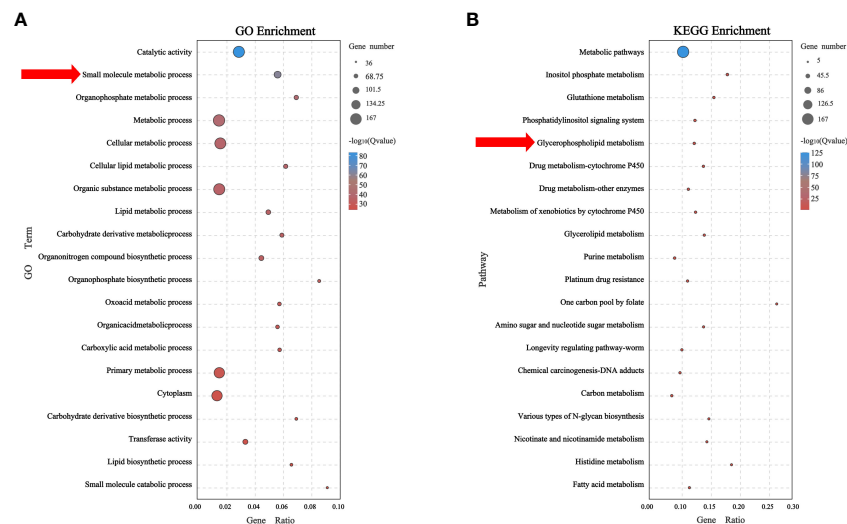 A
GO Enrichment
Catalytic activity
Small molecule metabolic process
Organophosphate metabolic process
Metabolic process
Cellular metabolic process
Cellular lipid metabolic process
Organic substance metabolic process
Lipid metabolic process
Carbohydrate derivative metabolicprocess
Organonitrogen compound biosynthetic process
Organophosphate biosynthetic process
Oxoacid metabolic process
Organicacidmetabolicprocess
Carboxylic acid metabolic process
Primary metabolic process
Cytoplasm
Carbohydrate derivative biosynthetic process
Transferase activity
Lipid biosynthetic process
Small molecule catabolic process
GO Term
0.00 0.02 0.04 0.06 0.08 0.10
Gene Ratio
Gene number
36
68.75
101.5
134.25
167
-log10(Qvalue)
80
70
60
50
40
30
B
KEGG Enrichment
Metabolic pathways
Inositol phosphate metabolism
Glutathione metabolism
Phosphatidylinositol signaling system
Glycerophospholipid metabolism
Drug metabolism-cytochrome P450
Drug metabolism-other enzymes
Metabolism of xenobiotics by cytochrome P450
Glycerolipid metabolism
Purine metabolism
Platinum drug resistance
One carbon pool by folate
Amino sugar and nucleotide sugar metabolism
Longevity regulating pathway-worm
Chemical carcinogenesis-DNA adducts
Carbon metabolism
Various types of N-glycan biosynthesis
Nicotinate and nicotinamide metabolism
Histidine metabolism
Fatty acid metabolism
Pathway
0.00 0.10 0.15 0.20 0.25 0.30
Gene Ratio
Gene number
5
45.5
86
126.5
167
-log10(Qvalue)
125
100
75
50
25